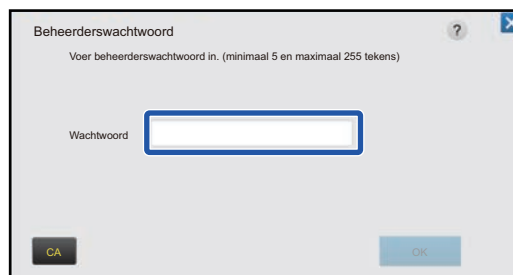 Beheerderswachtwoord
?
Voer beheerderswachtwoord in. (minimaal 5 en maximaal 255 tekens)
Wachtwoord
CA
OK